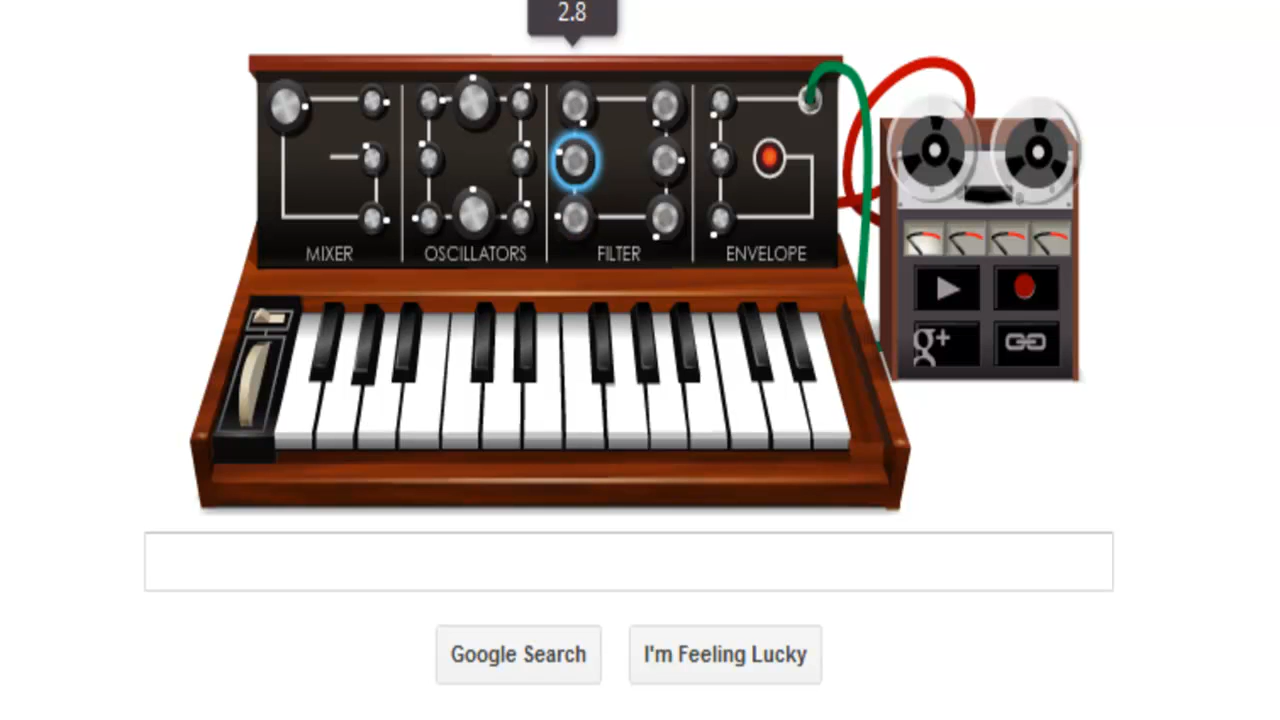 2.8
MIXER
OSCILLATORS
FILTER
ENVELOPE
g+
Google Search
I'm Feeling Lucky